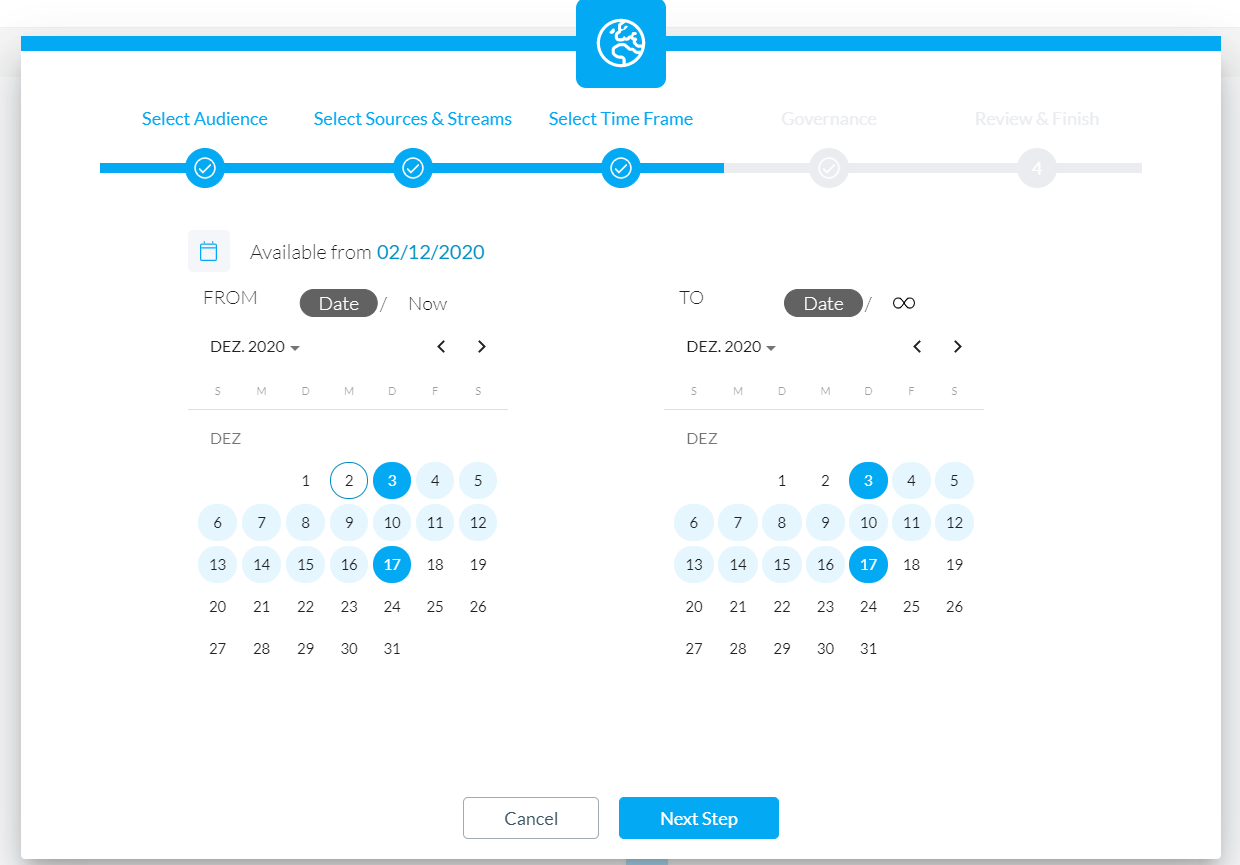 Select Audience Select Sources & Streams Select Time Frame Governance Review & Finish
4
Available from 02/12/2020
FROM Date / Now
DEZ. 2020
S M D M D F S
DEZ
1 2 3 4 5
6 7 8 9 10 11 12
13 14 15 16 17 18 19
20 21 22 23 24 25 26
27 28 29 30 31
TO Date / ∞
DEZ. 2020
S M D M D F S
DEZ
1 2 3 4 5
6 7 8 9 10 11 12
13 14 15 16 17 18 19
20 21 22 23 24 25 26
27 28 29 30 31
Cancel Next Step